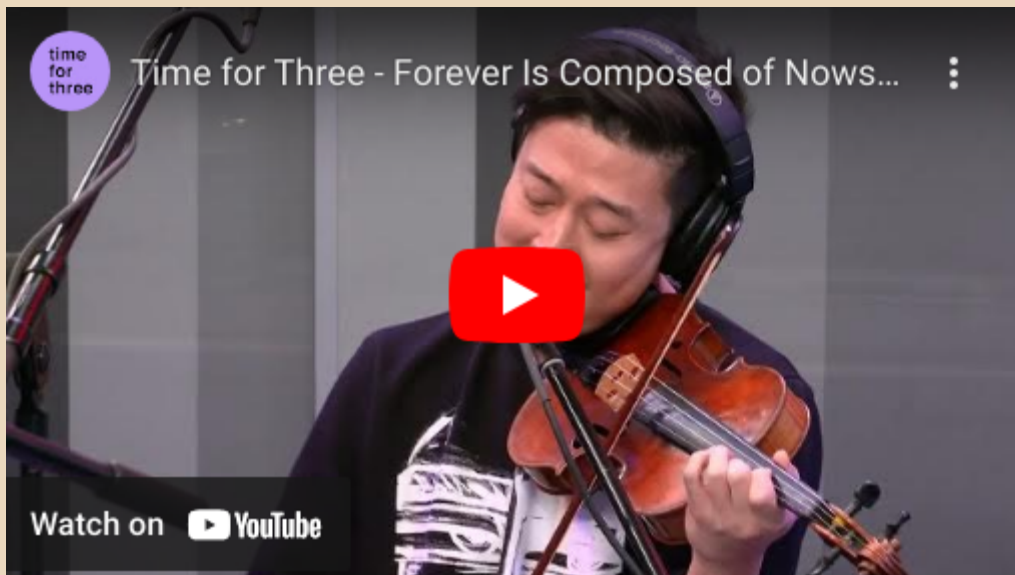 time
for
three
Time for Three - Forever Is Composed of Nows...
Watch on YouTube